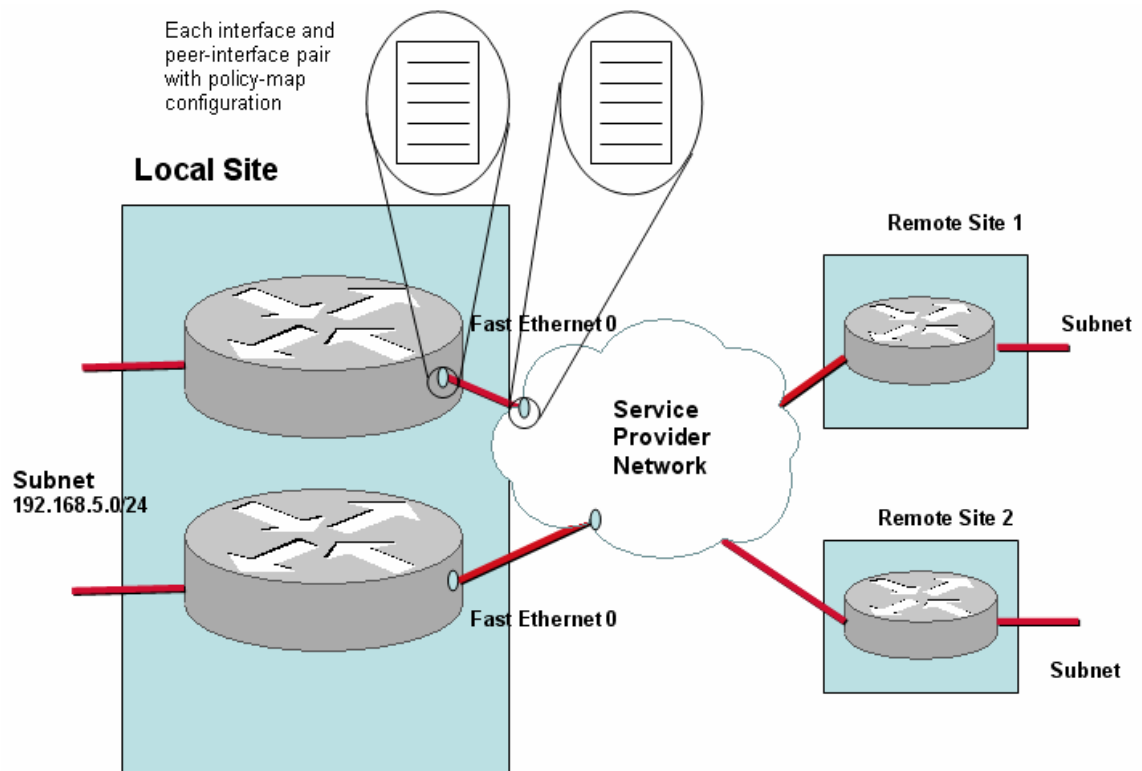 Each interface and
peer-interface pair
with policy-map
configuration
Local Site
Remote Site 1
Fast Ethernet 0
Subnet
Service
Provider
Network
Subnet
192.168.5.0/24
Remote Site 2
Fast Ethernet 0
Subnet